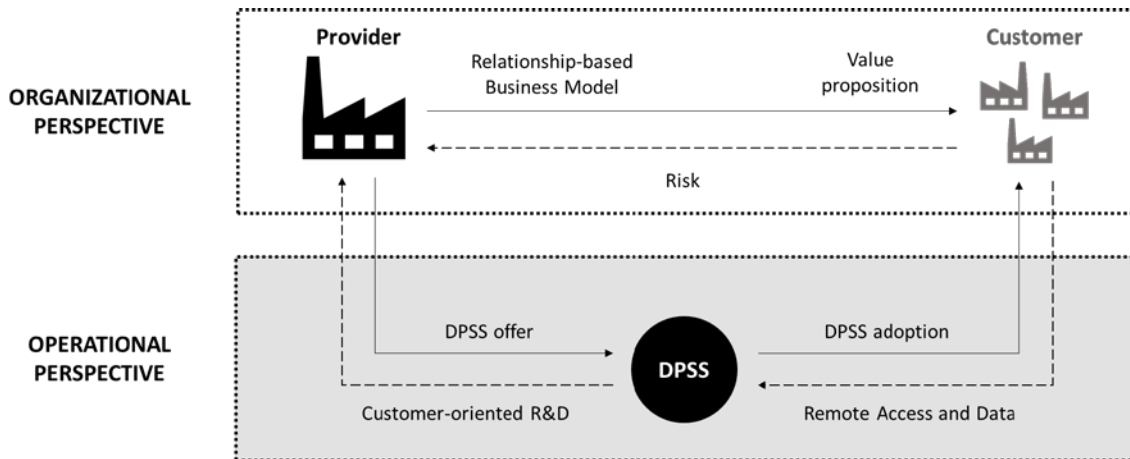 Provider
Customer
Relationship-based
Business Model
Value
proposition
ORGANIZATIONAL
PERSPECTIVE
Risk
DPSS offer
DPSS adoption
OPERATIONAL
PERSPECTIVE
DPSS
Customer-oriented R&D
Remote Access and Data